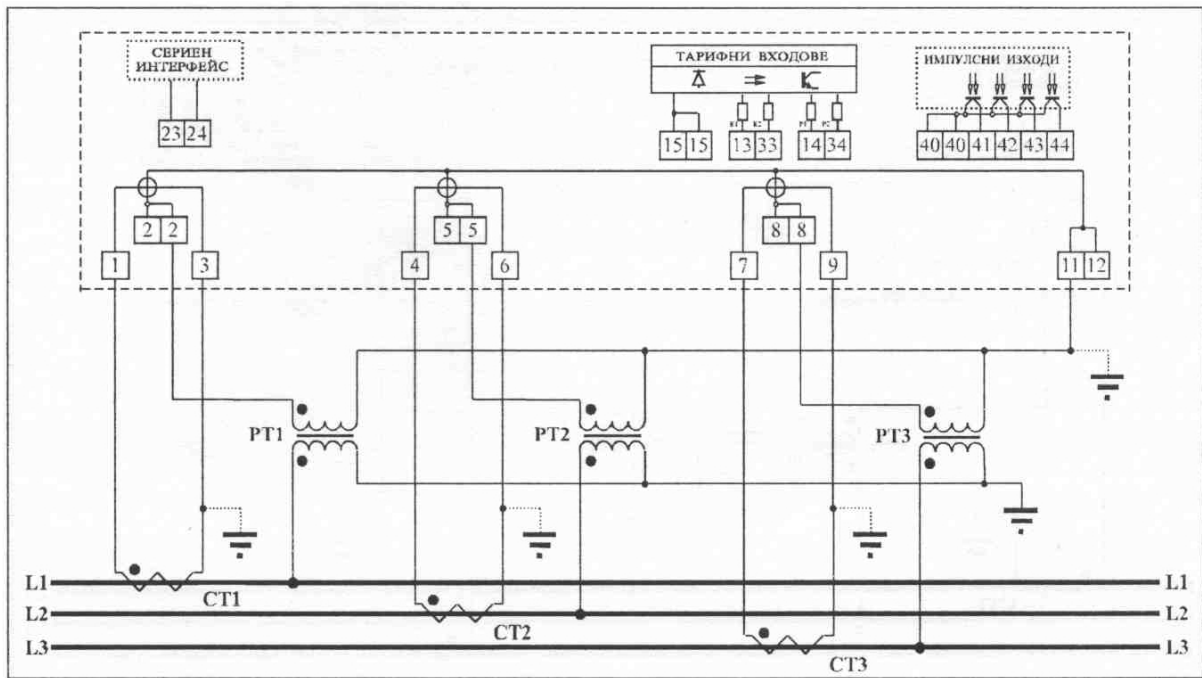 СЕРИЕН
ИНТЕРФЕЙС
ТАРИФНИ ВХОДОВЕ
ИМПУЛСНИ ИЗХОДИ
23 24
15 15
13 33
14 34
40 40 41 42 43 44
2 2
5 5
8 8
1
3
4
6
7
9
11 12
PT1
PT2
PT3
L1
L1
CT1
L2
L2
CT2
L3
L3
CT3